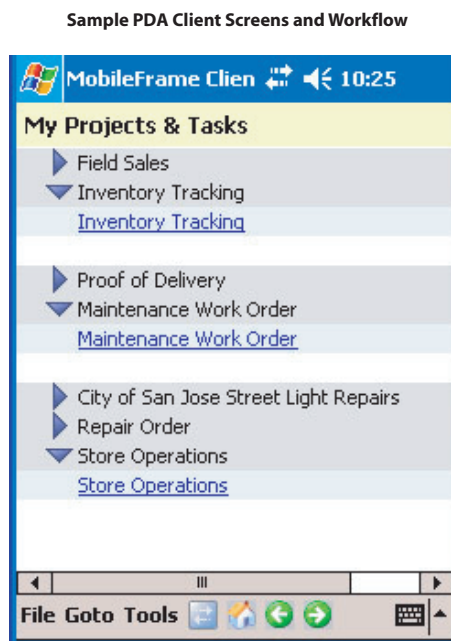 Sample PDA Client Screens and Workflow
MobileFrame Clien 10:25
My Projects & Tasks
Field Sales
Inventory Tracking
Inventory Tracking
Proof of Delivery
Maintenance Work Order
Maintenance Work Order
City of San Jose Street Light Repairs
Repair Order
Store Operations
Store Operations
File Goto Tools